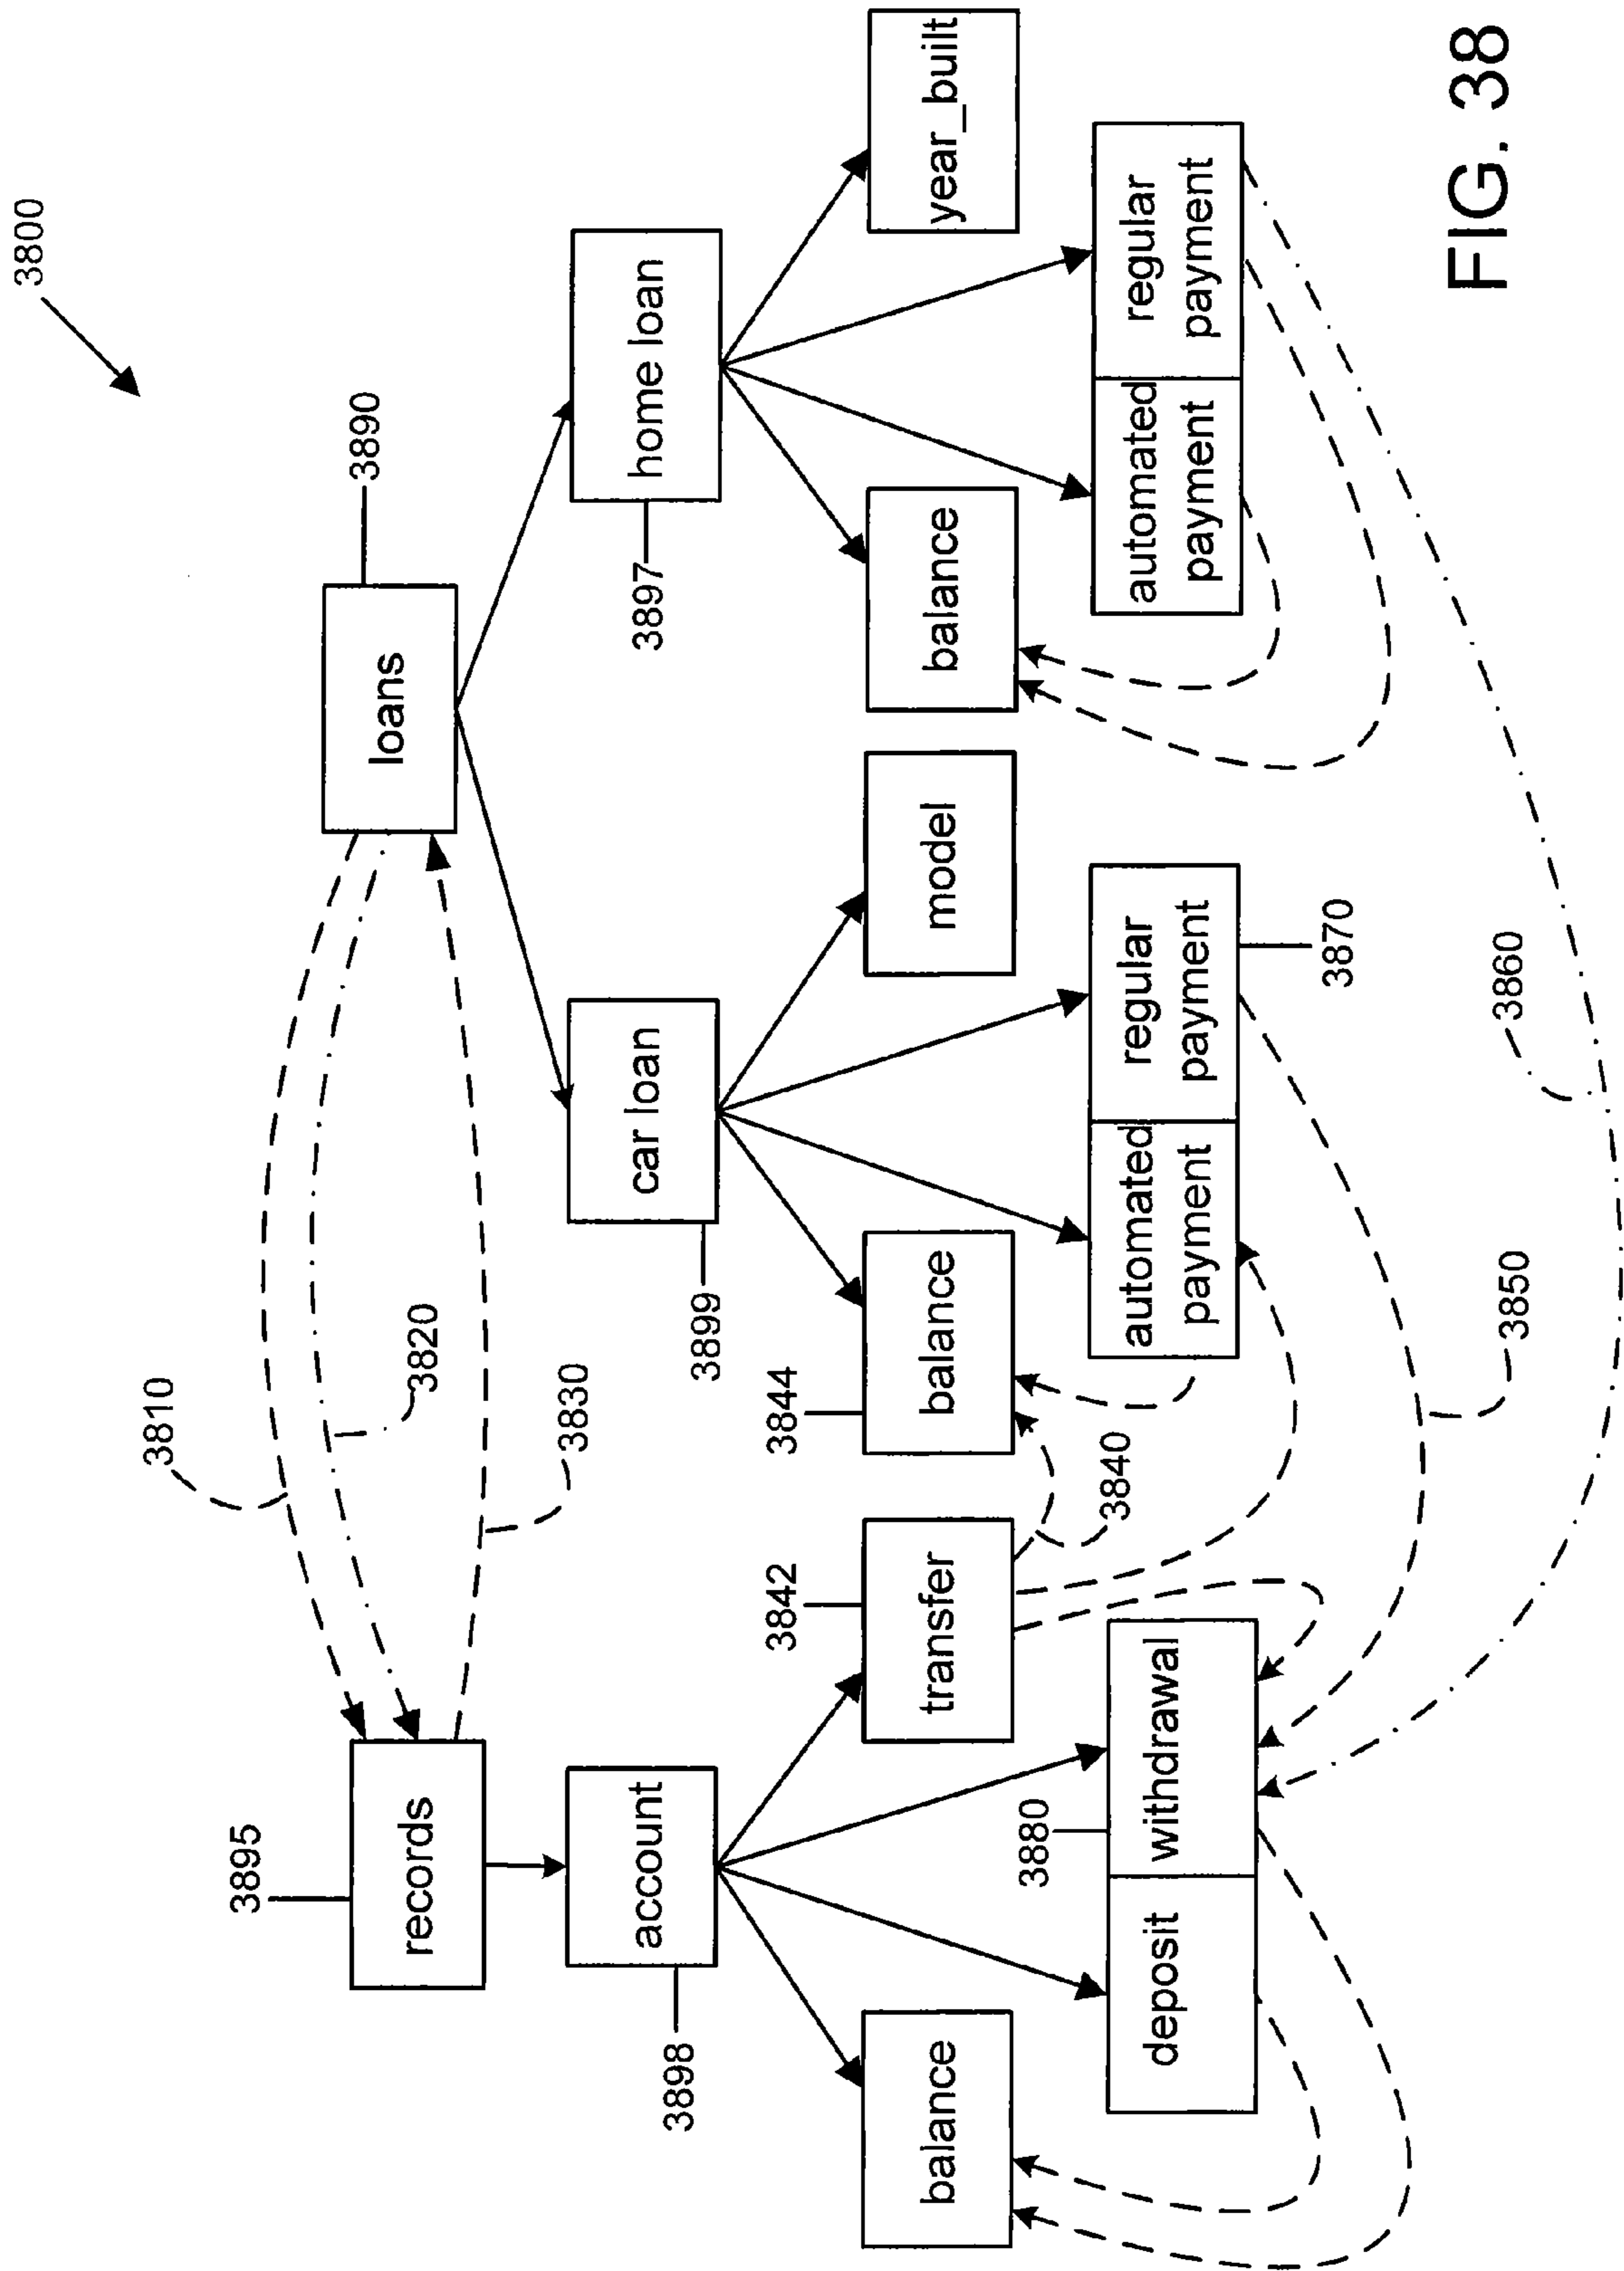 3800
3890
loans
3810
3820
3830
3895
records
home loan
3897
car loan
3899
account
3898
year_built
balance
model
balance
3844
3840
transfer
3842
balance
automated
payment
regular
payment
automated
payment
regular
payment
3870
deposit
withdrawal
3880
3850
3860
FIG. 38